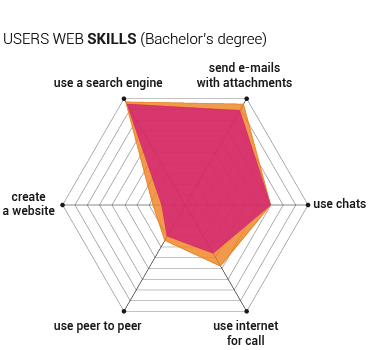 USERS WEB SKILLS (Bachelor's degree)
send e-mails
use a search engine
with attachments
create
a website
use chats
use peer to peer
use internet
for call